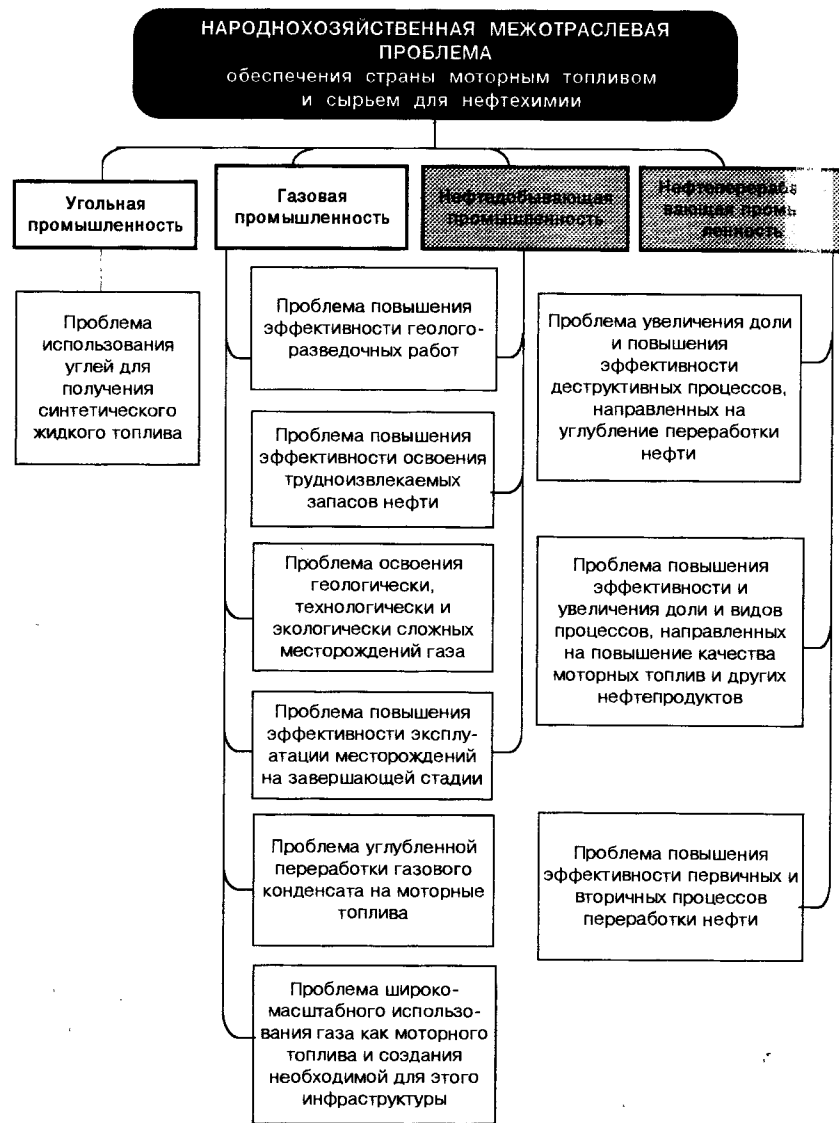 НАРОДНОХОЗЯЙСТВЕННАЯ МЕЖОТРАСЛЕВАЯ
ПРОБЛЕМА
обеспечения страны моторным топливом
и сырьем для нефтехимии
Угольная
промышленность
Газовая
промышленность
Нефтедобывающая
промышленность
Нефтеперераба
вающая промы
ленность
Проблема
использования
углей для
получения
синтетического
жидкого топлива
Проблема повышения
эффективности геолого-
разведочных работ
Проблема повышения
эффективности освоения
трудноизвлекаемых
запасов нефти
Проблема освоения
геологически,
технологически и
экологически сложных
месторождений газа
Проблема повышения
эффективности эксплу-
атации месторождений
на завершающей стадии
Проблема углубленной
переработки газового
конденсата на моторные
топлива
Проблема широко-
масштабного использо-
вания газа как моторного
топлива и создания
необходимой для этого
инфраструктуры
Проблема увеличения доли
и повышения
эффективности
деструктивных процессов,
направленных на
углубление переработки
нефти
Проблема повышения
эффективности и
увеличения доли и видов
процессов, направленных
на повышение качества
моторных топлив и других
нефтепродуктов
Проблема повышения
эффективности первичных и
вторичных процессов
переработки нефти